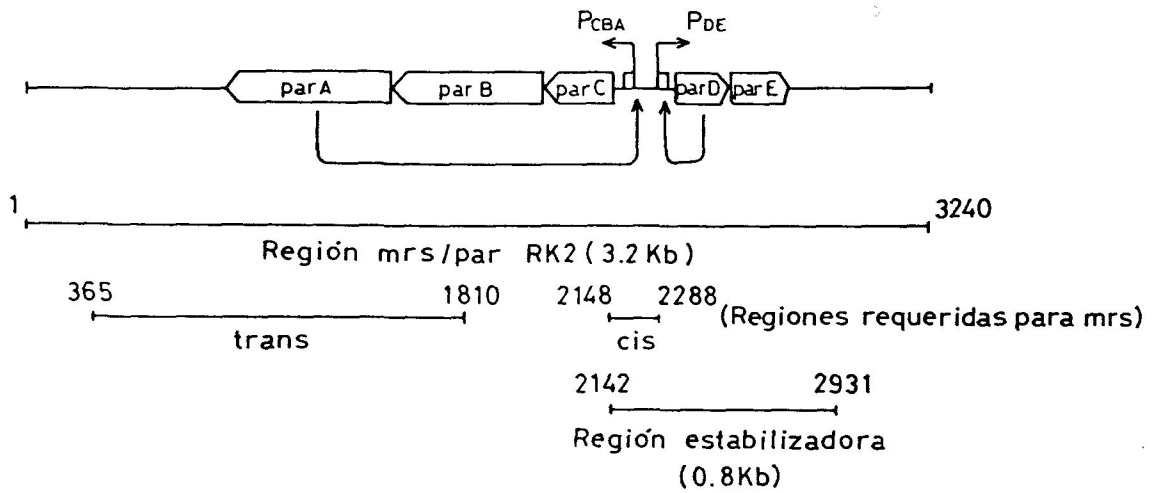 PCBA PDE
parA parB parC parD parE
1 3240
Región mrs/par RK2 (3.2 Kb)
365 1810 2148 2288 (Regiones requeridas para mrs)
trans cis
2142 2931
Región estabilizadora
(0.8Kb)